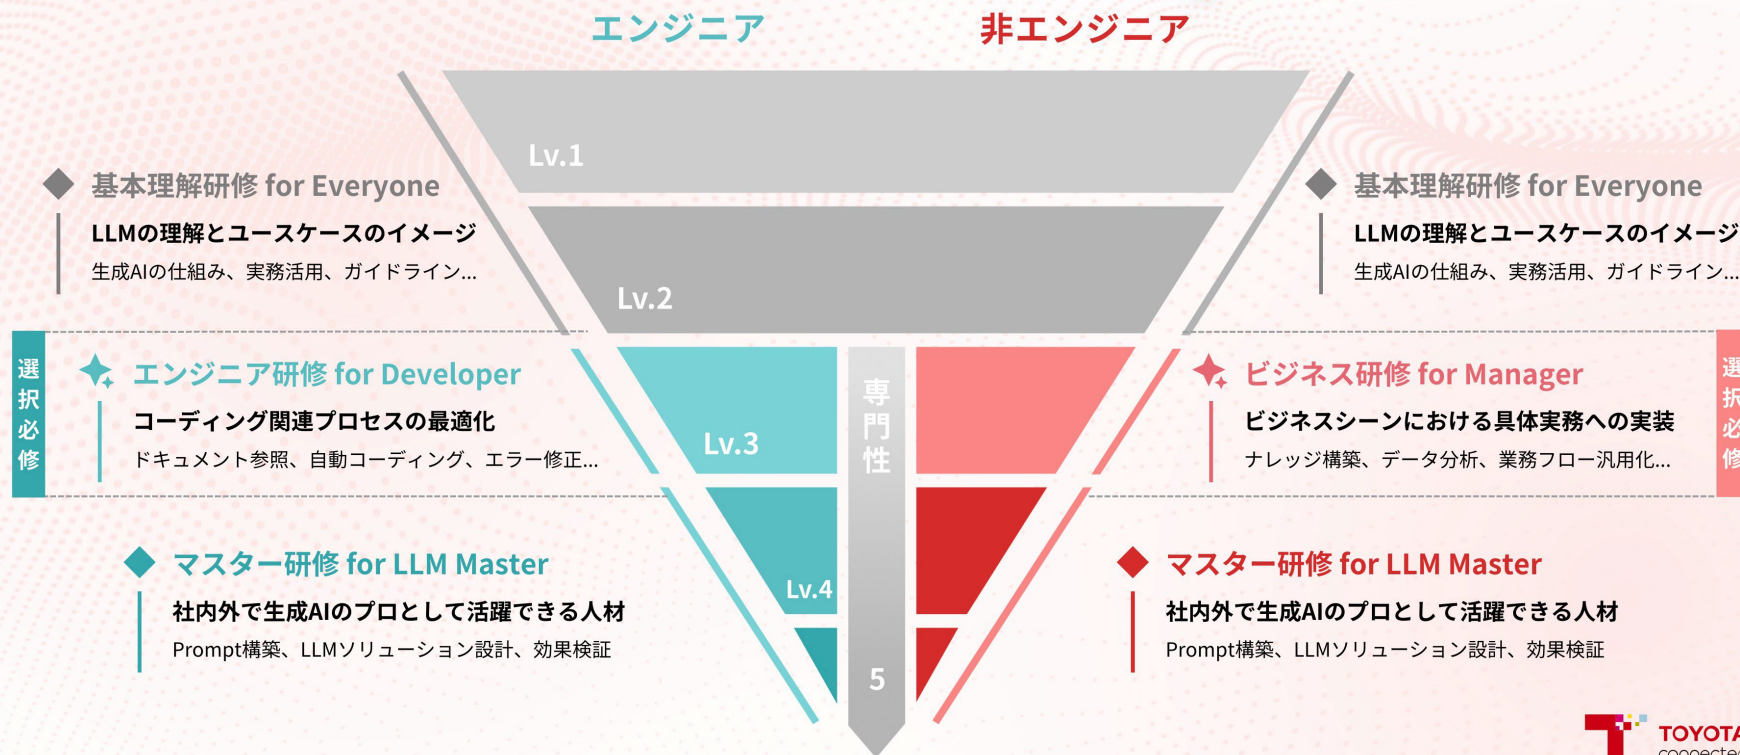 エンジニア
非エンジニア
Lv.1
基本理解研修 for Everyone
LLMの理解とユースケースのイメージ
生成AIの仕組み、実務活用、ガイドライン...
基本理解研修 for Everyone
LLMの理解とユースケースのイメージ
生成AIの仕組み、実務活用、ガイドライン...
Lv.2
選択必修
エンジニア研修 for Developer
コーディング関連プロセスの最適化
ドキュメント参照、自動コーディング、エラー修正...
Lv.3
専門性
ビジネス研修 for Manager
ビジネスシーンにおける具体実務への実装
ナレッジ構築、データ分析、業務フロー汎用化...
選択必修
マスター研修 for LLM Master
社内外で生成AIのプロとして活躍できる人材
Prompt構築、LLMソリューション設計、効果検証
Lv.4
5
マスター研修 for LLM Master
社内外で生成AIのプロとして活躍できる人材
Prompt構築、LLMソリューション設計、効果検証
TOYOTA
connected